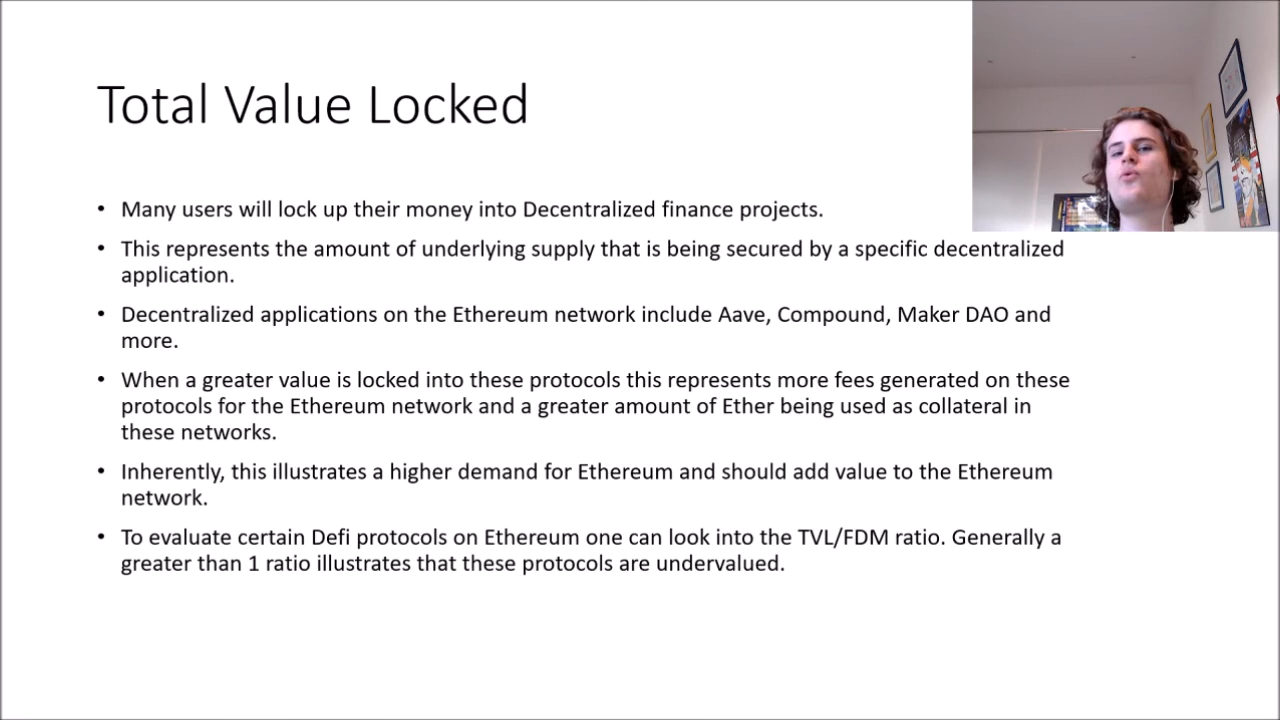 Total Value Locked
• Many users will lock up their money into Decentralized finance projects.
• This represents the amount of underlying supply that is being secured by a specific decentralized
application.
• Decentralized applications on the Ethereum network include Aave, Compound, Maker DAO and
more.
• When a greater value is locked into these protocols this represents more fees generated on these
protocols for the Ethereum network and a greater amount of Ether being used as collateral in
these networks.
• Inherently, this illustrates a higher demand for Ethereum and should add value to the Ethereum
network.
• To evaluate certain Defi protocols on Ethereum one can look into the TVL/FDM ratio. Generally a
greater than 1 ratio illustrates that these protocols are undervalued.